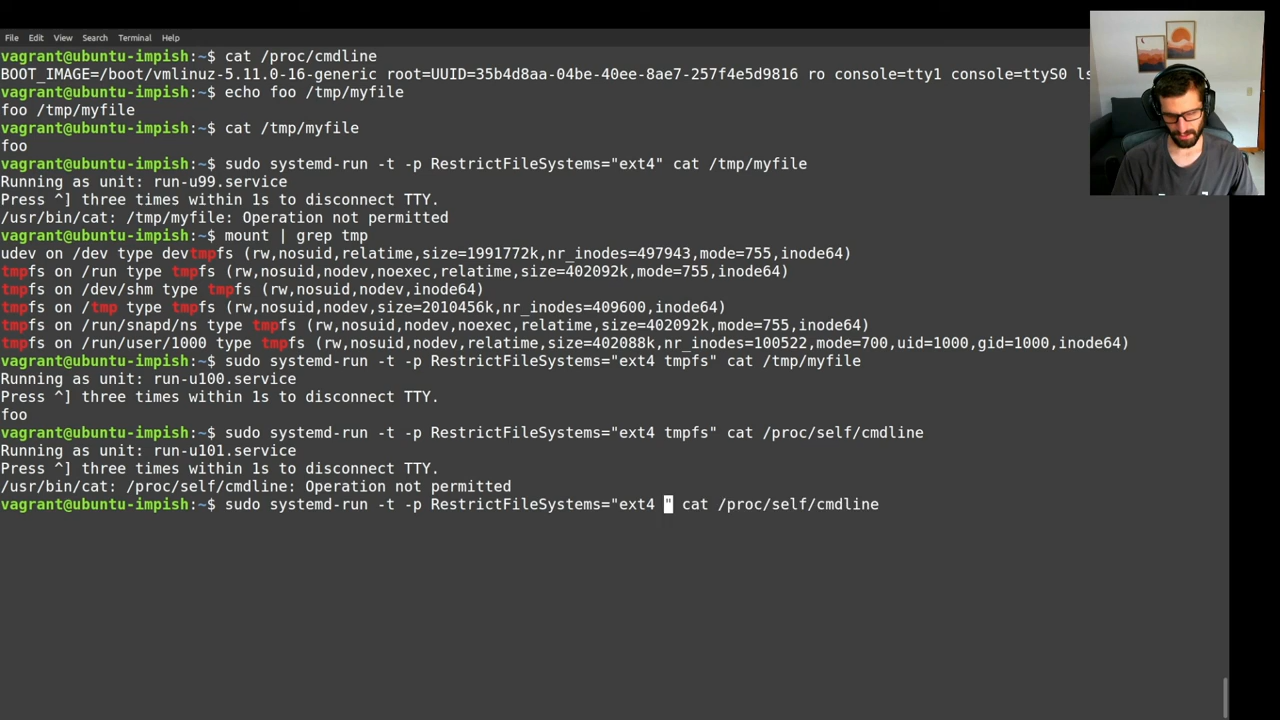 File Edit View Search Terminal Help
vagrant@ubuntu-impish:~$ cat /proc/cmdline
BOOT_IMAGE=/boot/vmlinuz-5.11.0-16-generic root=UUID=35b4d8aa-04be-40ee-8ae7-257f4e5d9816 ro console=tty1 console=ttyS0 ls
vagrant@ubuntu-impish:~$ echo foo /tmp/myfile
foo /tmp/myfile
vagrant@ubuntu-impish:~$ cat /tmp/myfile
foo
vagrant@ubuntu-impish:~$ sudo systemd-run -t -p RestrictFileSystems="ext4" cat /tmp/myfile
Running as unit: run-u99.service
Press ^] three times within 1s to disconnect TTY.
/usr/bin/cat: /tmp/myfile: Operation not permitted
vagrant@ubuntu-impish:~$ mount | grep tmp
udev on /dev type devtmpfs (rw,nosuid,relatime,size=1991772k,nr_inodes=497943,mode=755,inode64)
tmpfs on /run type tmpfs (rw,nosuid,nodev,noexec,relatime,size=402092k,mode=755,inode64)
tmpfs on /dev/shm type tmpfs (rw,nosuid,nodev,inode64)
tmpfs on /tmp type tmpfs (rw,nosuid,nodev,size=2010456k,nr_inodes=409600,inode64)
tmpfs on /run/snapd/ns type tmpfs (rw,nosuid,nodev,noexec,relatime,size=402092k,mode=755,inode64)
tmpfs on /run/user/1000 type tmpfs (rw,nosuid,nodev,relatime,size=402088k,nr_inodes=100522,mode=700,uid=1000,gid=1000,inode64)
vagrant@ubuntu-impish:~$ sudo systemd-run -t -p RestrictFileSystems="ext4 tmpfs" cat /tmp/myfile
Running as unit: run-u100.service
Press ^] three times within 1s to disconnect TTY.
foo
vagrant@ubuntu-impish:~$ sudo systemd-run -t -p RestrictFileSystems="ext4 tmpfs" cat /proc/self/cmdline
Running as unit: run-u101.service
Press ^] three times within 1s to disconnect TTY.
/usr/bin/cat: /proc/self/cmdline: Operation not permitted
vagrant@ubuntu-impish:~$ sudo systemd-run -t -p RestrictFileSystems="ext4 " cat /proc/self/cmdline